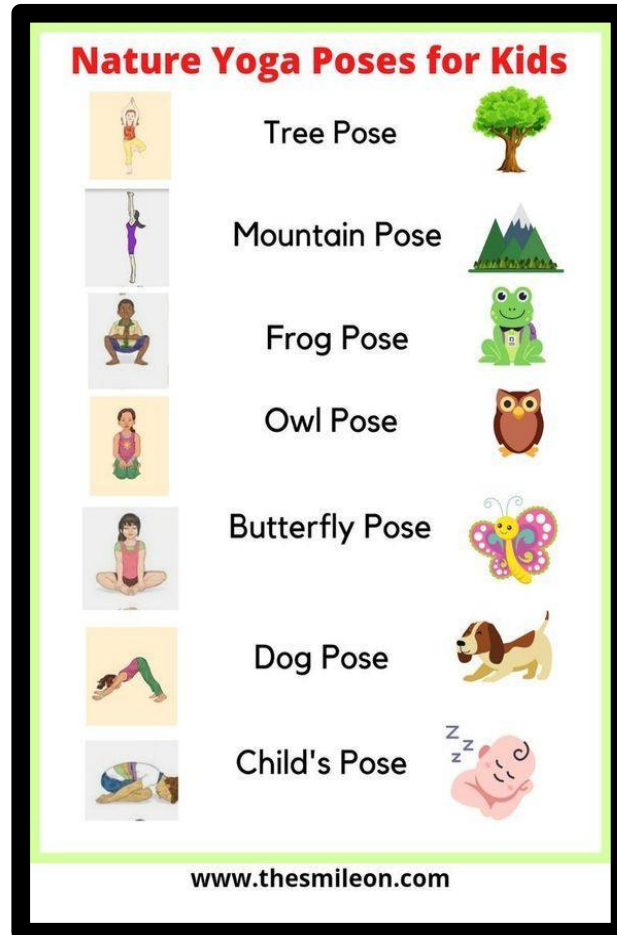 Nature Yoga Poses for Kids
Tree Pose
Mountain Pose
Frog Pose
Owl Pose
Butterfly Pose
Dog Pose
Z
Z
Z
Child's Pose
www.thesmileon.com